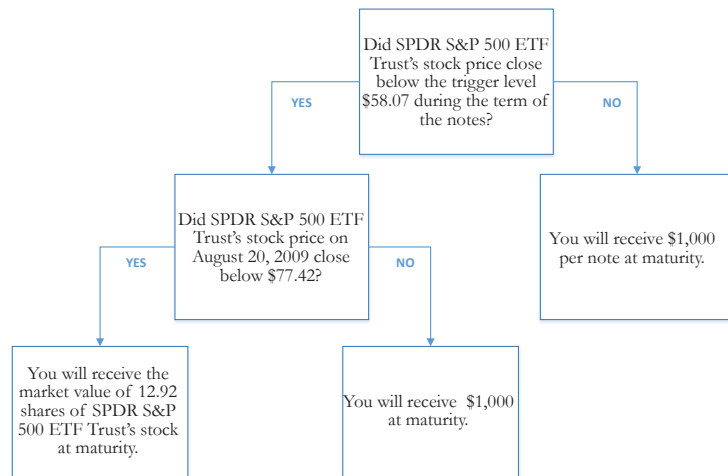 Did SPDR S&P 500 ETF
Trust's stock price close
below the trigger level
$58.07 during the term of
the notes?
YES
NO
Did SPDR S&P 500 ETF
Trust's stock price on
August 20, 2009 close
below $77.42?
You will receive $1,000
per note at maturity.
YES
NO
You will receive the
market value of 12.92
shares of SPDR S&P
500 ETF Trust's stock
at maturity.
You will receive $1,000
at maturity.